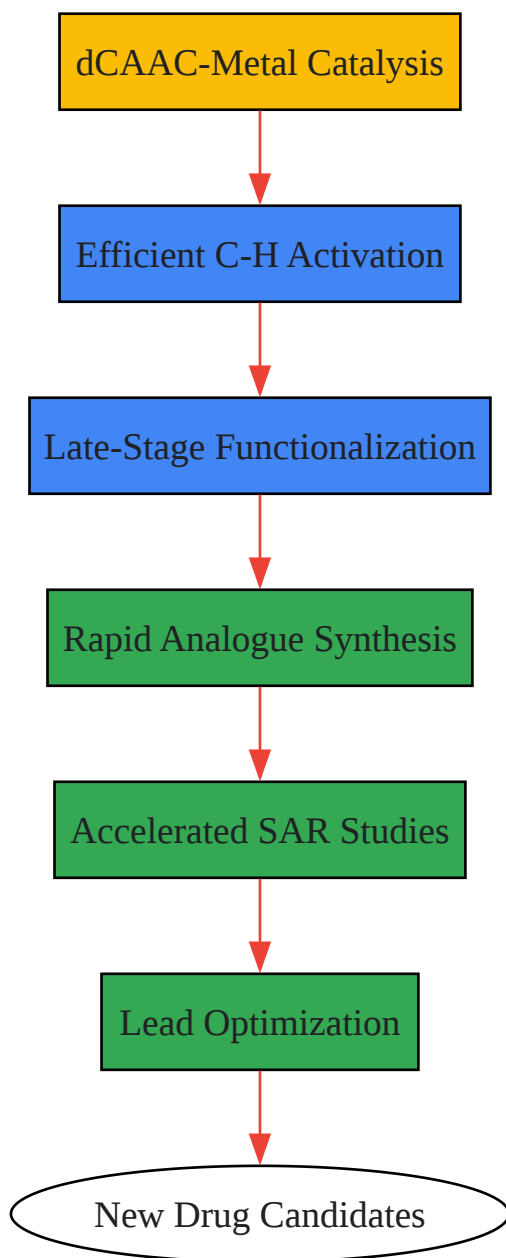 dCAAC-Metal Catalysis
Efficient C-H Activation
Late-Stage Functionalization
Rapid Analogue Synthesis
Accelerated SAR Studies
Lead Optimization
New Drug Candidates